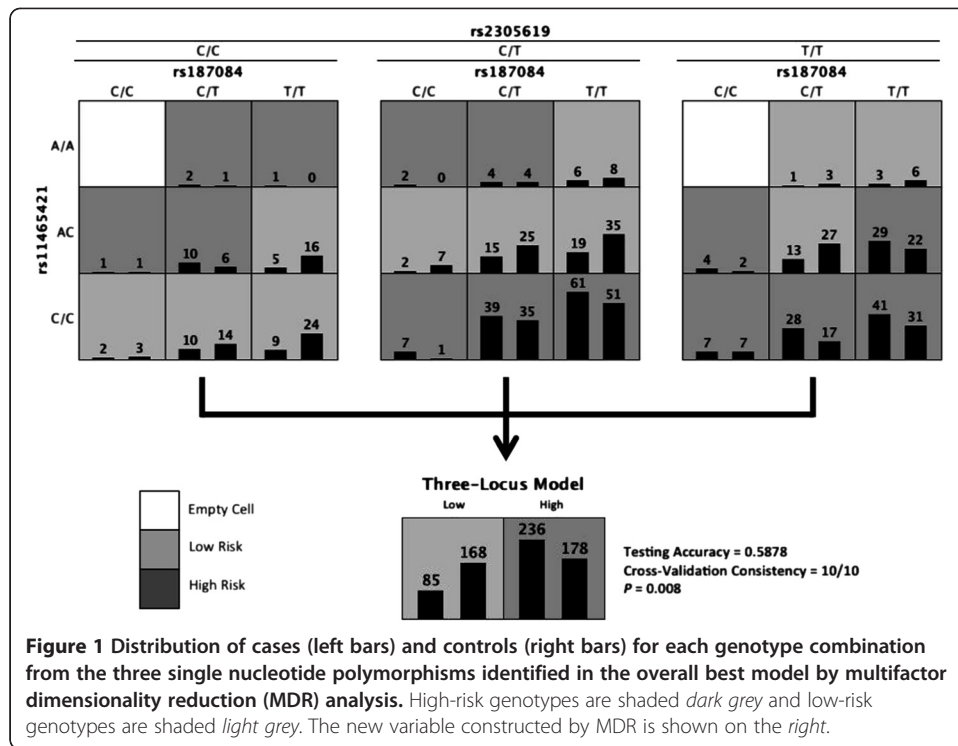 rs2305619
C/C C/T T/T
rs187084 rs187084 rs187084
C/C C/T T/T C/C C/T T/T C/C C/T T/T
rs11465421
A/A
2 1 1 0 2 0 4 4 6 8 1 3 3 6
AC
1 1 10 6 5 16 2 7 15 25 19 35 4 2 13 27 29 22
C/C
2 3 10 14 9 24 7 1 39 35 61 51 7 7 28 17 41 31
Three-Locus Model
Low High
85 168 236 178
Empty Cell
Low Risk
High Risk
Testing Accuracy = 0.5878
Cross-Validation Consistency = 10/10
P = 0.008
Figure 1 Distribution of cases (left bars) and controls (right bars) for each genotype combination
from the three single nucleotide polymorphisms identified in the overall best model by multifactor
dimensionality reduction (MDR) analysis. High-risk genotypes are shaded dark grey and low-risk
genotypes are shaded light grey. The new variable constructed by MDR is shown on the right.